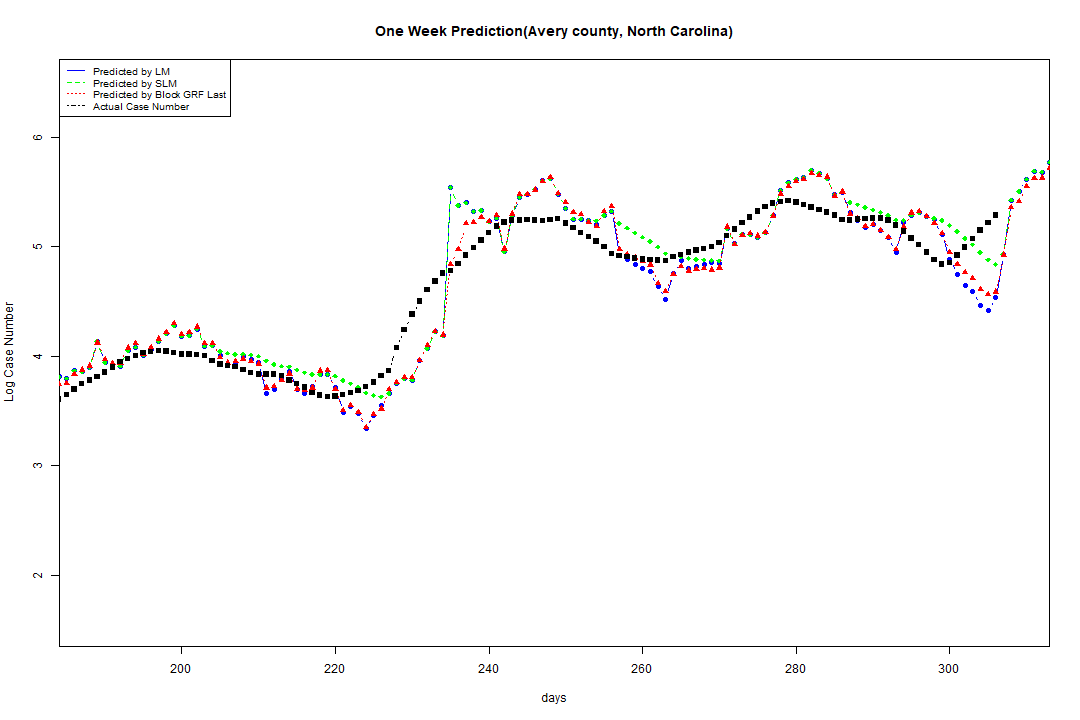 One Week Prediction(Avery county, North Carolina)
Predicted by LM
Predicted by SLM
Predicted by Block GRF Last
Actual Case Number
6
5
4
3
2
Log Case Number
200 220 240 260 280 300
days